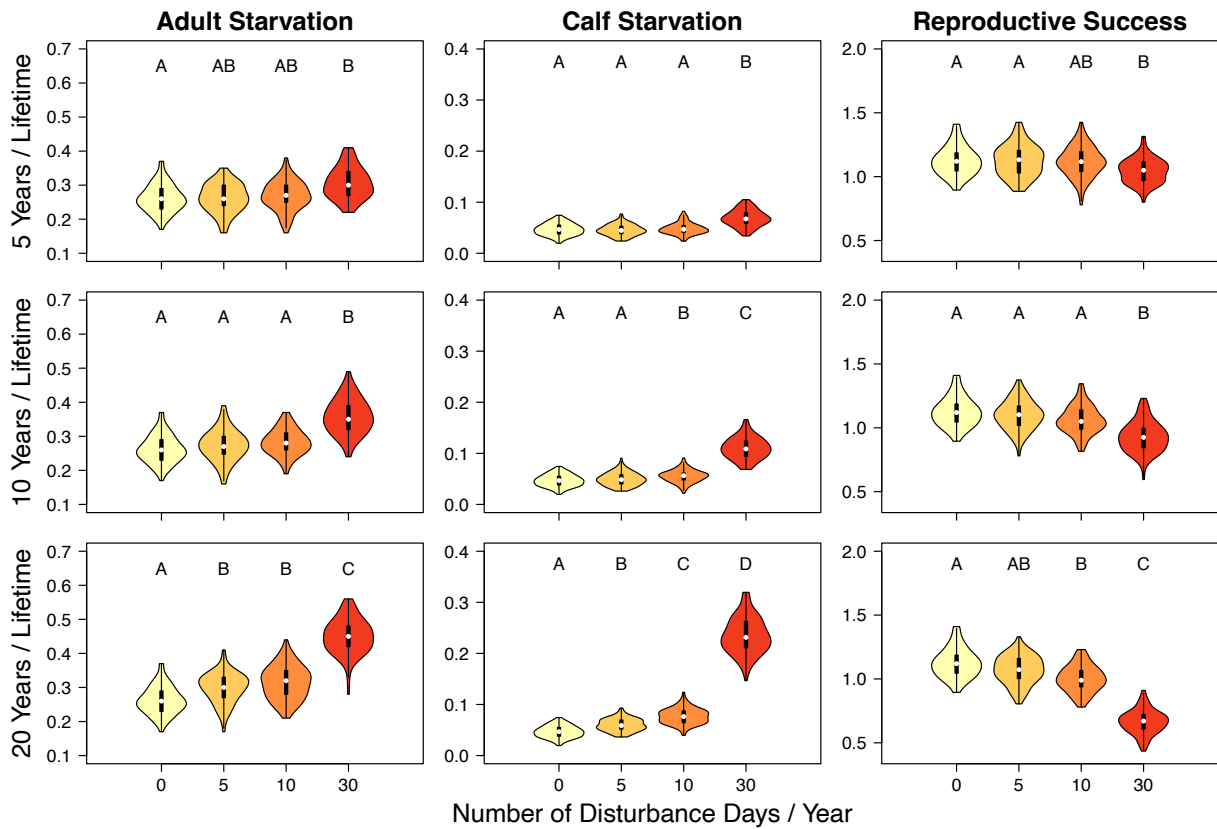 Adult Starvation Calf Starvation Reproductive Success
5 Years / Lifetime
0.7
0.6
0.5
0.4
0.3
0.2
0.1
A AB AB B
0.4
0.3
0.2
0.1
0.0
A A A B
2.0
1.5
1.0
0.5
A A AB B
10 Years / Lifetime
0.7
0.6
0.5
0.4
0.3
0.2
0.1
A A A B
0.4
0.3
0.2
0.1
0.0
A A B C
2.0
1.5
1.0
0.5
A A A B
20 Years / Lifetime
0.7
0.6
0.5
0.4
0.3
0.2
0.1
A B B C
0.4
0.3
0.2
0.1
0.0
A B C D
2.0
1.5
1.0
0.5
A AB B C
0 5 10 30
0 5 10 30
0 5 10 30
Number of Disturbance Days / Year